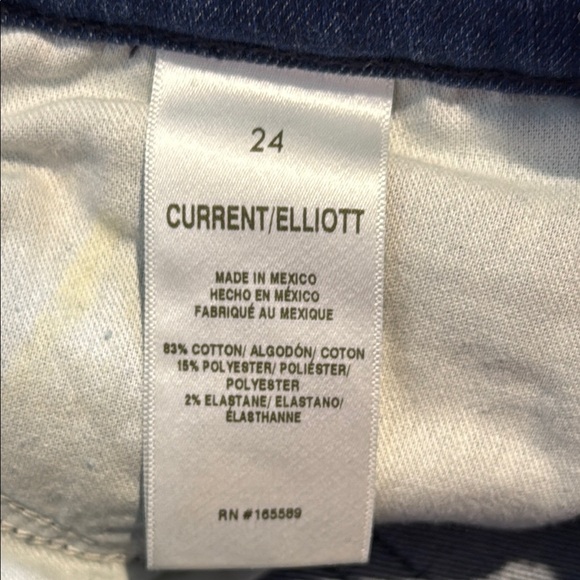 24
CURRENT/ELLIOTT
MADE IN MEXICO
HECHO EN MÉXICO
FABRIQUÉ AU MEXIQUE
83% COTTON/ ALGODÓN/ COTON
15% POLYESTER/ POLIÉSTER/
POLYESTER
2% ELASTANE/ ELASTANO/
ÉLASTHANNE
RN #165589